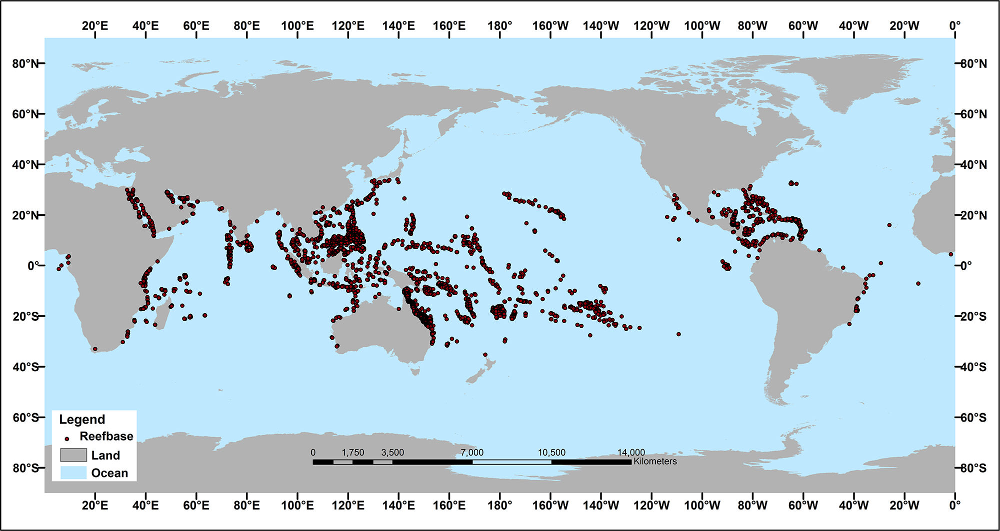 20°E 40°E 60°E 80°E 100°E 120°E 140°E 160°E 180° 160°W 140°W 120°W 100°W 80°W 60°W 40°W 20°W 0°
80°N 80°N
60°N 60°N
40°N 40°N
20°N 20°N
0° 0°
20°S 20°S
40°S 40°S
60°S 60°S
80°S 80°S
Legend
Reefbase
Land
Ocean
0 1,750 3,500 7,000 10,500 14,000
Kilometers
20°E 40°E 60°E 80°E 100°E 120°E 140°E 160°E 180° 160°W 140°W 120°W 100°W 80°W 60°W 40°W 20°W 0°